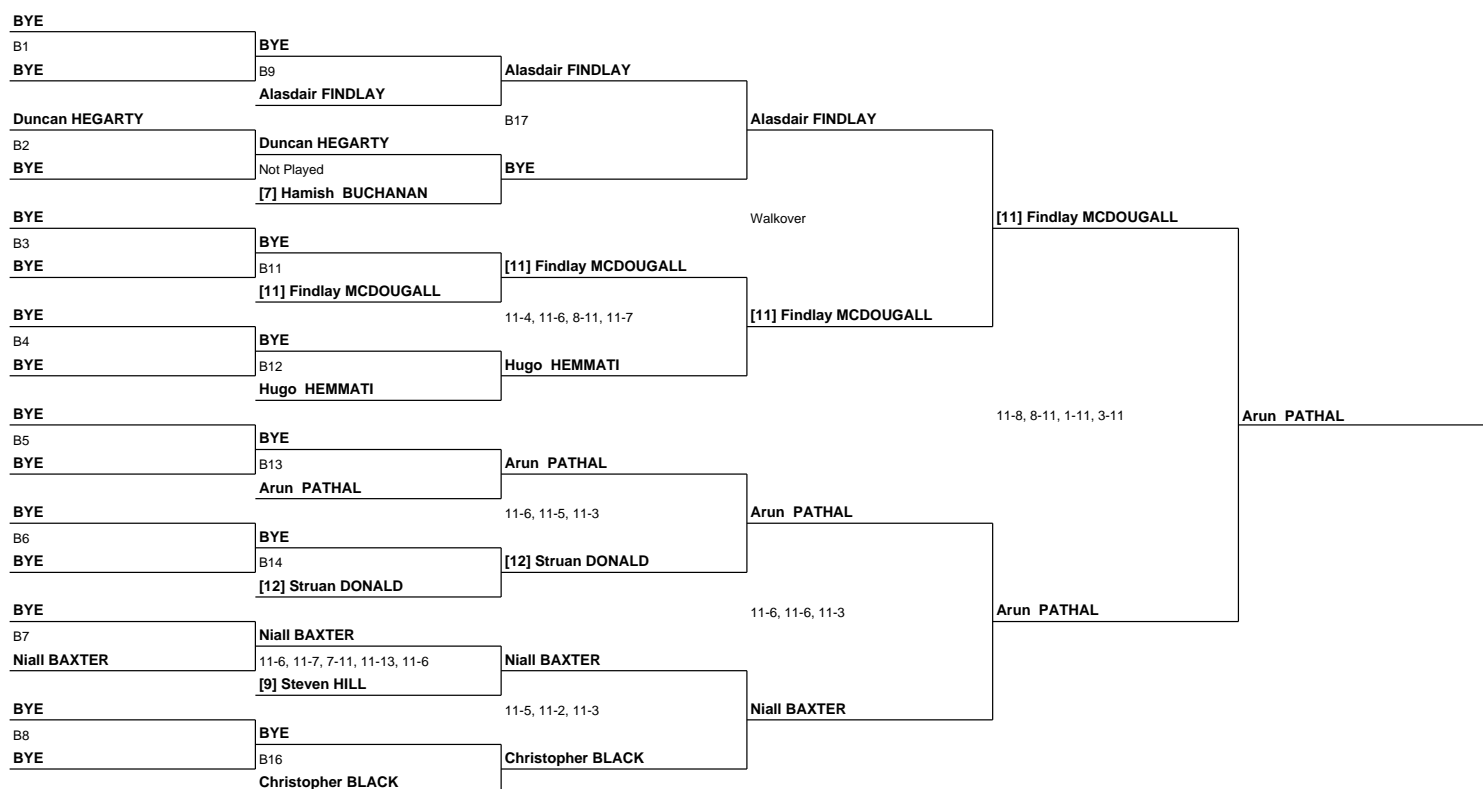 BYE
B1
BYE
BYE
B9
Alasdair FINDLAY
Alasdair FINDLAY
Duncan HEGARTY
B17
Alasdair FINDLAY
B2
Duncan HEGARTY
BYE
Not Played
BYE
[7] Hamish  BUCHANAN
BYE
Walkover
[11] Findlay MCDOUGALL
B3
BYE
BYE
B11
[11] Findlay MCDOUGALL
[11] Findlay MCDOUGALL
BYE
11-4, 11-6, 8-11, 11-7
[11] Findlay MCDOUGALL
B4
BYE
BYE
B12
Hugo  HEMMATI
Hugo  HEMMATI
BYE
11-8, 8-11, 1-11, 3-11
Arun  PATHAL
B5
BYE
BYE
B13
Arun  PATHAL
Arun  PATHAL
BYE
11-6, 11-5, 11-3
Arun  PATHAL
B6
BYE
BYE
B14
[12] Struan DONALD
[12] Struan DONALD
BYE
11-6, 11-6, 11-3
Arun  PATHAL
B7
Niall BAXTER
Niall BAXTER
11-6, 11-7, 7-11, 11-13, 11-6
Niall BAXTER
[9] Steven HILL
BYE
11-5, 11-2, 11-3
Niall BAXTER
B8
BYE
BYE
B16
Christopher BLACK
Christopher BLACK